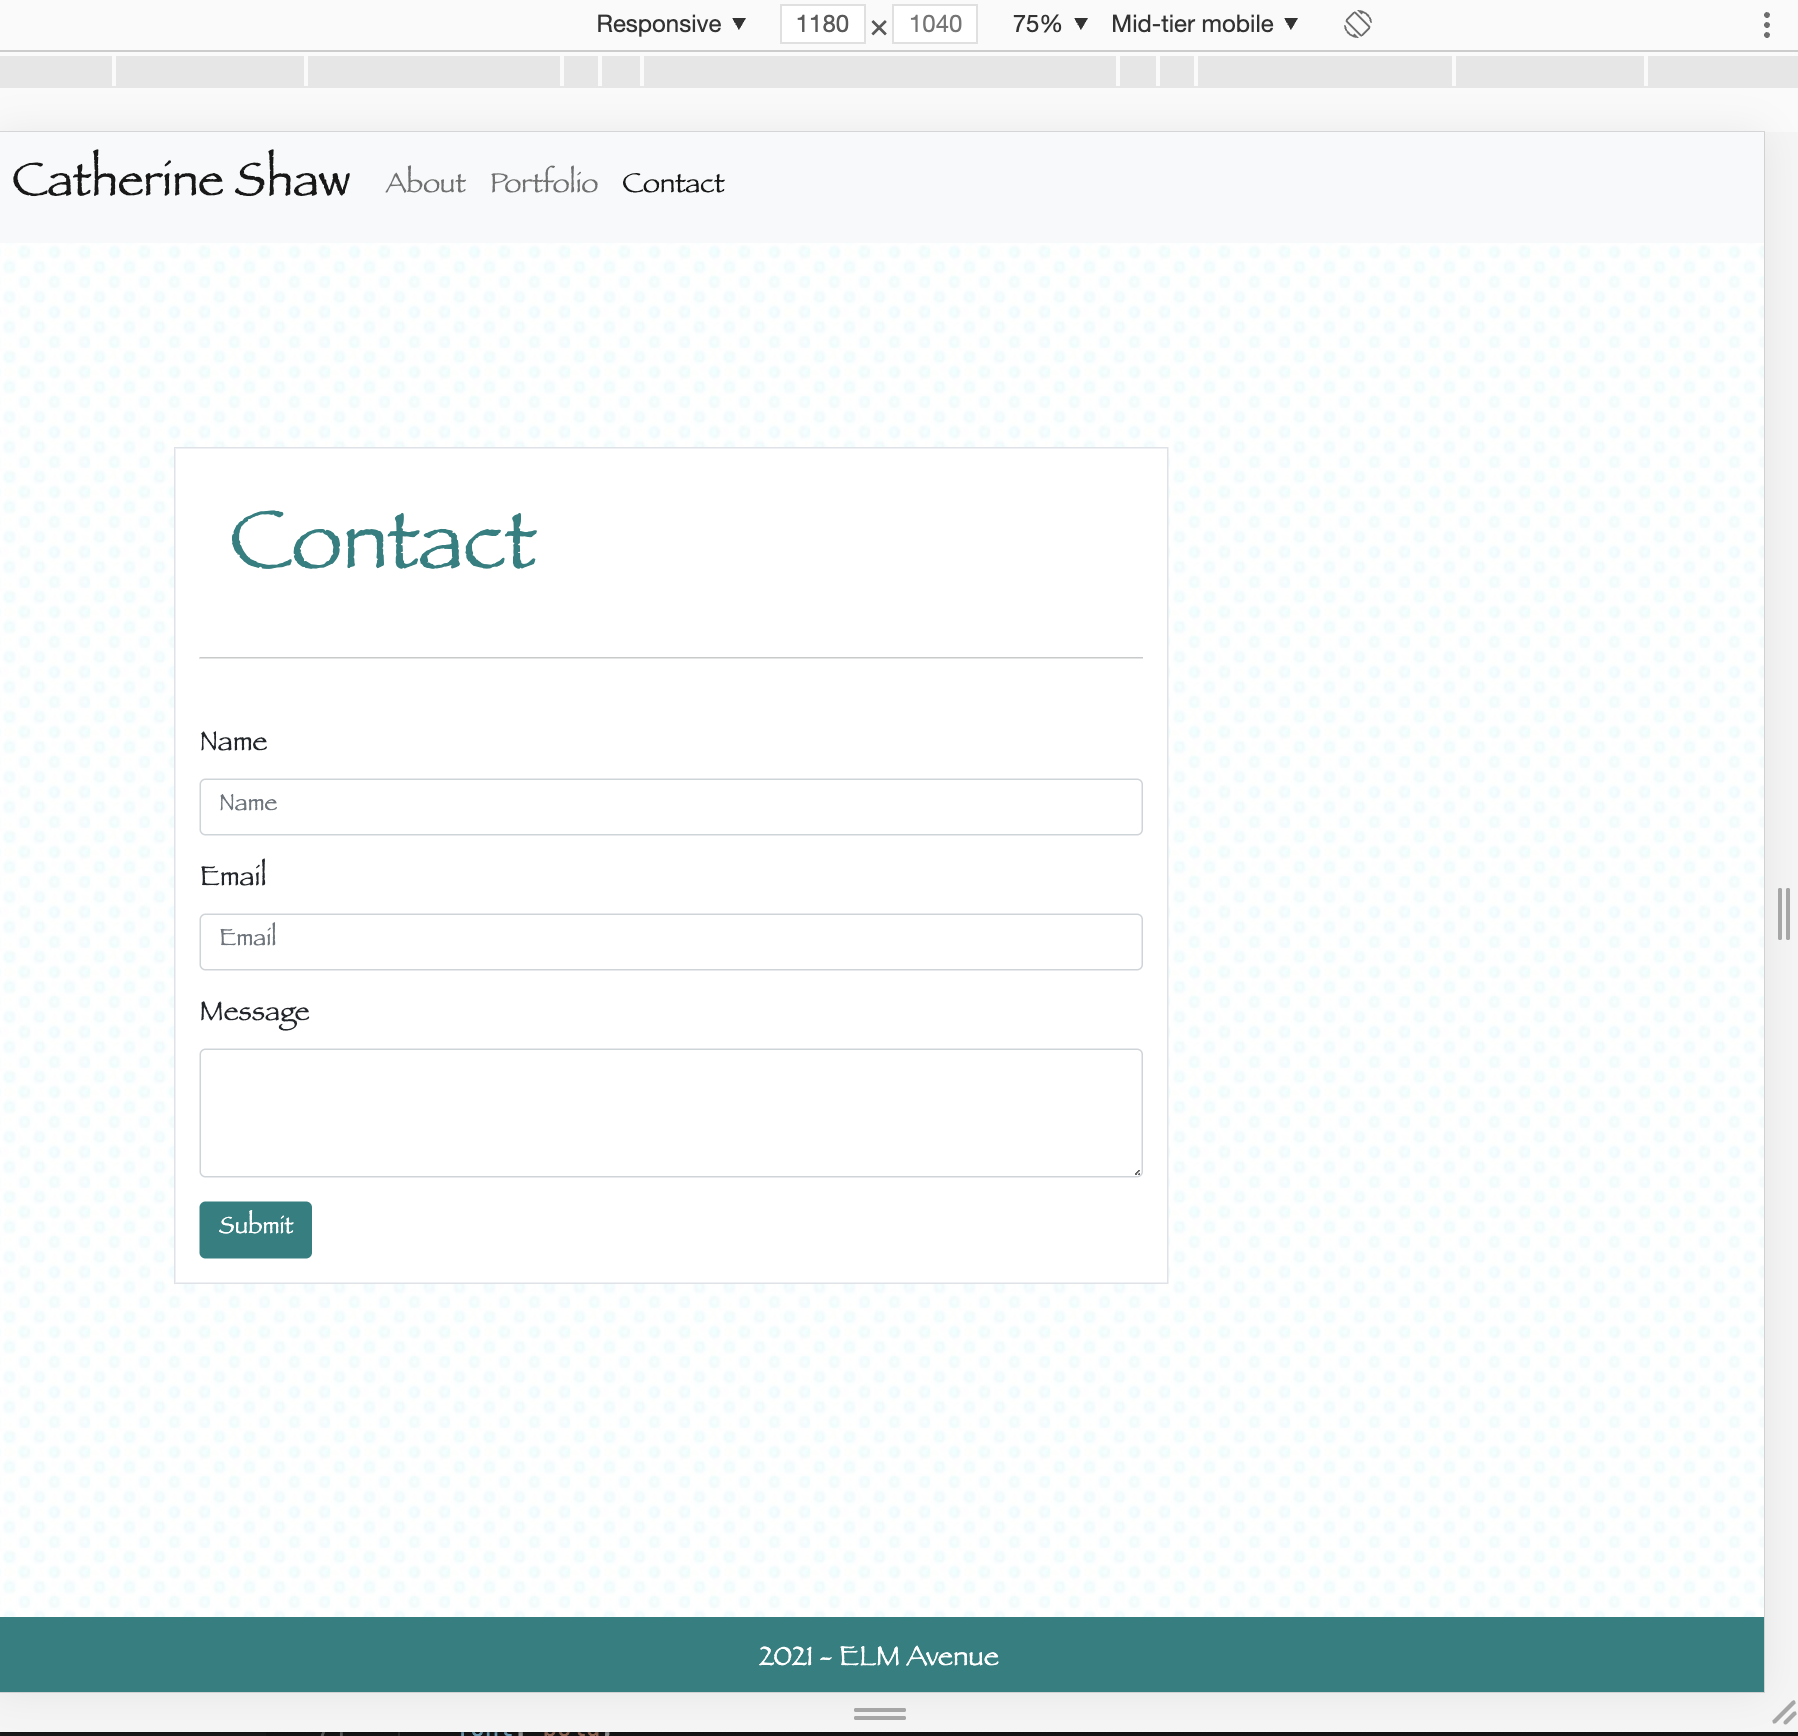 Responsive ▼ 1180 × 1040 75% ▼ Mid-tier mobile ▼
Catherine Shaw About Portfolio Contact
Contact
Name
Name
Email
Email
Message
Submit
2021 - ELM Avenue